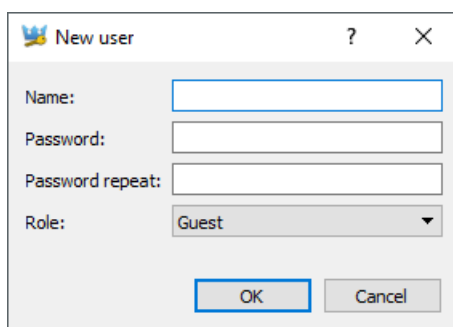 New user ?
Name:
Password:
Password repeat:
Role: Guest
OK Cancel